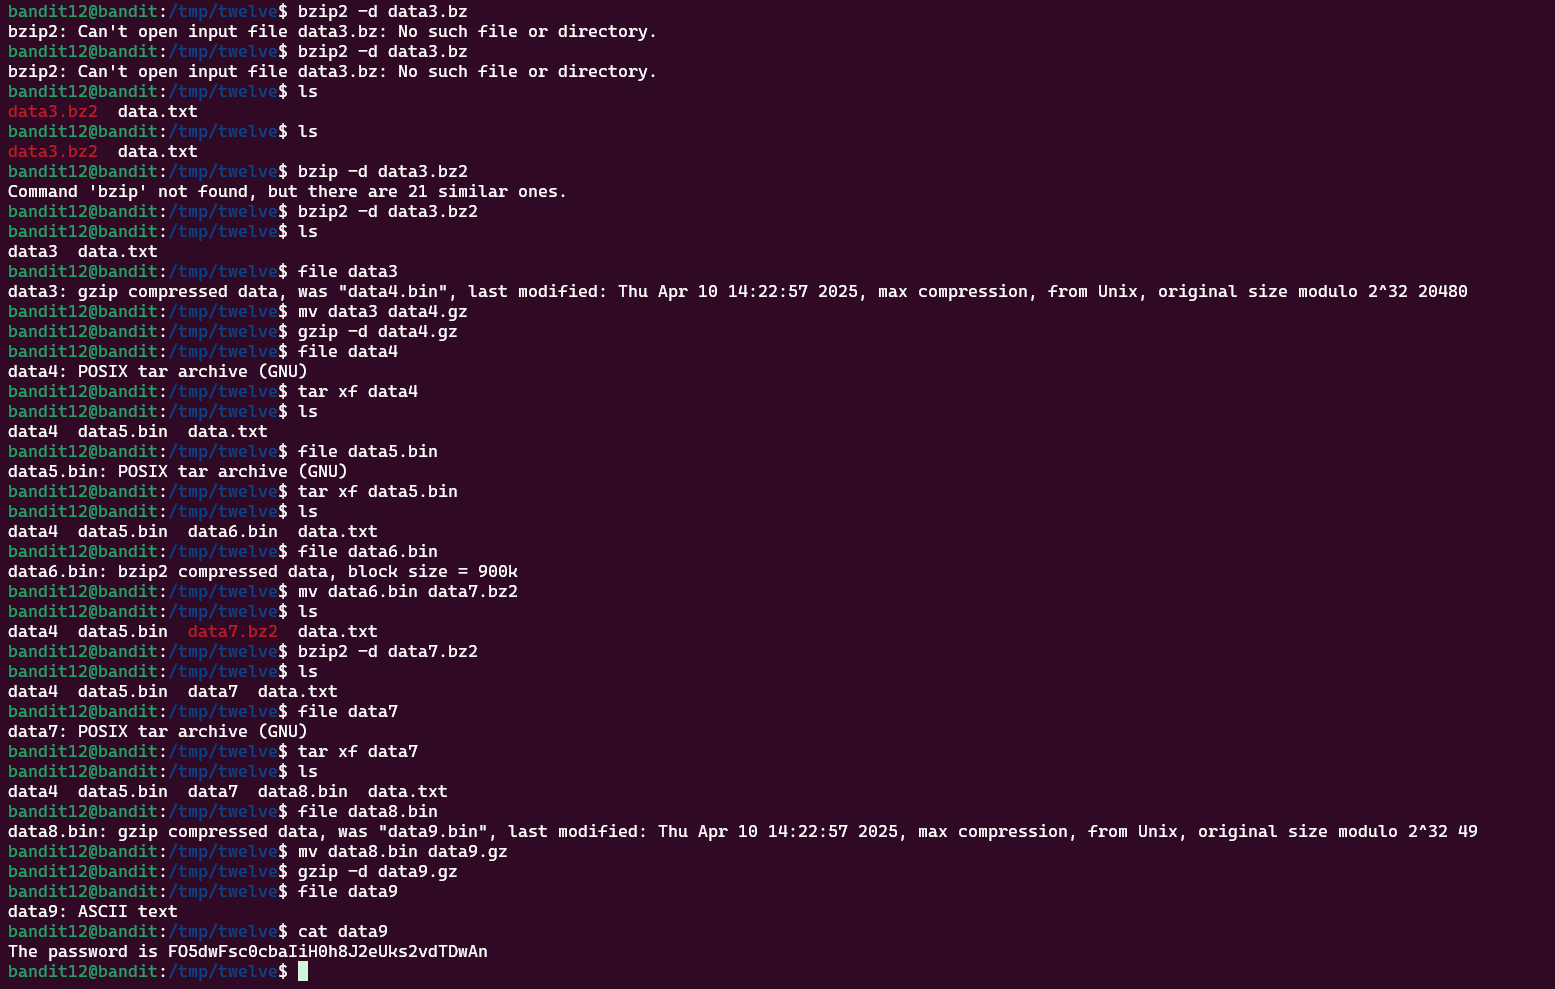 bandit12@bandit:/tmp/twelve$ bzip2 -d data3.bz
bzip2: Can't open input file data3.bz: No such file or directory.
bandit12@bandit:/tmp/twelve$ bzip2 -d data3.bz
bzip2: Can't open input file data3.bz: No such file or directory.
bandit12@bandit:/tmp/twelve$ ls
data3.bz2  data.txt
bandit12@bandit:/tmp/twelve$ ls
data3.bz2  data.txt
bandit12@bandit:/tmp/twelve$ bzip -d data3.bz2
Command 'bzip' not found, but there are 21 similar ones.
bandit12@bandit:/tmp/twelve$ bzip2 -d data3.bz2
bandit12@bandit:/tmp/twelve$ ls
data3  data.txt
bandit12@bandit:/tmp/twelve$ file data3
data3: gzip compressed data, was "data4.bin", last modified: Thu Apr 10 14:22:57 2025, max compression, from Unix, original size modulo 2^32 20480
bandit12@bandit:/tmp/twelve$ mv data3 data4.gz
bandit12@bandit:/tmp/twelve$ gzip -d data4.gz
bandit12@bandit:/tmp/twelve$ file data4
data4: POSIX tar archive (GNU)
bandit12@bandit:/tmp/twelve$ tar xf data4
bandit12@bandit:/tmp/twelve$ ls
data4  data5.bin  data.txt
bandit12@bandit:/tmp/twelve$ file data5.bin
data5.bin: POSIX tar archive (GNU)
bandit12@bandit:/tmp/twelve$ tar xf data5.bin
bandit12@bandit:/tmp/twelve$ ls
data4  data5.bin  data6.bin  data.txt
bandit12@bandit:/tmp/twelve$ file data6.bin
data6.bin: bzip2 compressed data, block size = 900k
bandit12@bandit:/tmp/twelve$ mv data6.bin data7.bz2
bandit12@bandit:/tmp/twelve$ ls
data4  data5.bin  data7.bz2  data.txt
bandit12@bandit:/tmp/twelve$ bzip2 -d data7.bz2
bandit12@bandit:/tmp/twelve$ ls
data4  data5.bin  data7  data.txt
bandit12@bandit:/tmp/twelve$ file data7
data7: POSIX tar archive (GNU)
bandit12@bandit:/tmp/twelve$ tar xf data7
bandit12@bandit:/tmp/twelve$ ls
data4  data5.bin  data7  data8.bin  data.txt
bandit12@bandit:/tmp/twelve$ file data8.bin
data8.bin: gzip compressed data, was "data9.bin", last modified: Thu Apr 10 14:22:57 2025, max compression, from Unix, original size modulo 2^32 49
bandit12@bandit:/tmp/twelve$ mv data8.bin data9.gz
bandit12@bandit:/tmp/twelve$ gzip -d data9.gz
bandit12@bandit:/tmp/twelve$ file data9
data9: ASCII text
bandit12@bandit:/tmp/twelve$ cat data9
The password is FO5dwFsc0cbaIiH0h8J2eUks2vdTDwAn
bandit12@bandit:/tmp/twelve$